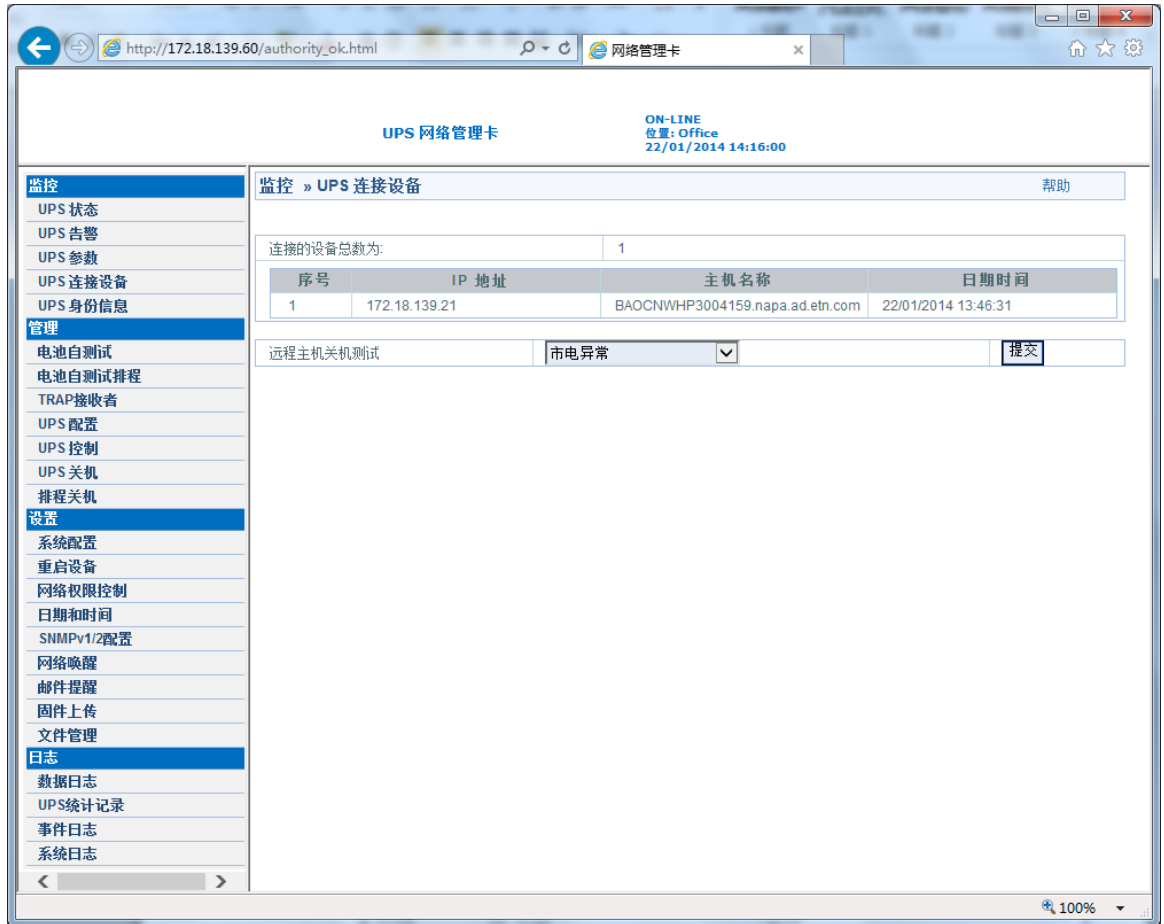 http://172.18.139.60/authority_ok.html
网络管理卡
UPS 网络管理卡
ON-LINE
位置: Office
22/01/2014 14:16:00
监控
UPS 状态
UPS 告警
UPS 参数
UPS 连接设备
UPS 身份信息
管理
电池自测试
电池自测试排程
TRAP接收者
UPS 配置
UPS 控制
UPS 关机
排程关机
设置
系统配置
重启设备
网络权限控制
日期和时间
SNMPv1/2配置
网络唤醒
邮件提醒
固件上传
文件管理
日志
数据日志
UPS统计记录
事件日志
系统日志
监控 » UPS 连接设备 帮助
连接的设备总数为: 1
序号 IP 地址 主机名称 日期时间
1 172.18.139.21 BAOCNWHP3004159.napa.ad.etn.com 22/01/2014 13:46:31
远程主机关机测试 市电异常 提交
100%